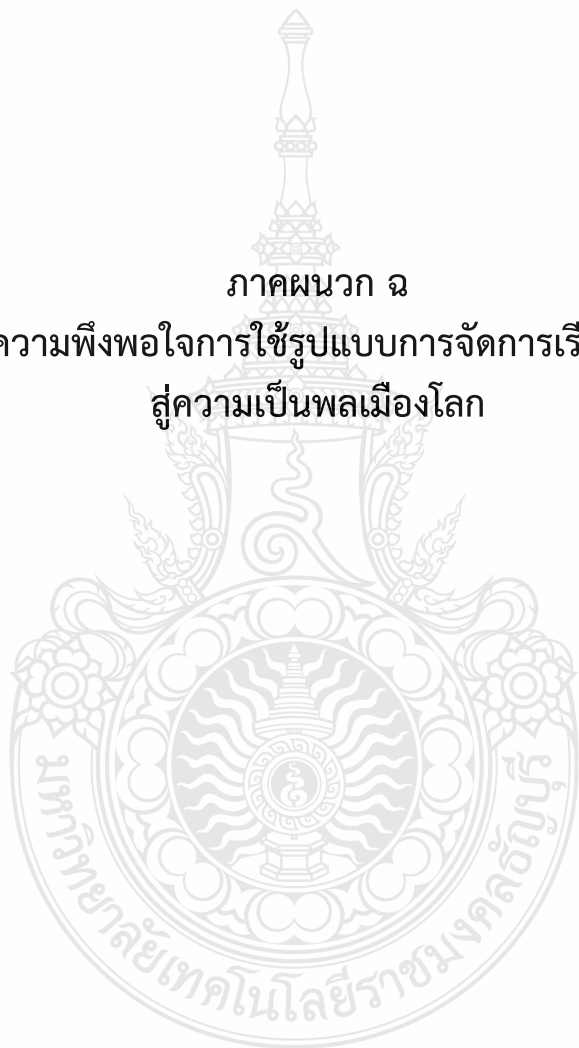 ภาคผนวก ฉ
ความพึงพอใจการใช้รูปแบบการจัดการเรี
สู่ความเป็นพลเมืองโลก
มหาวิทยาลัยเทคโนโลยีราชมงคลธัญบุรี